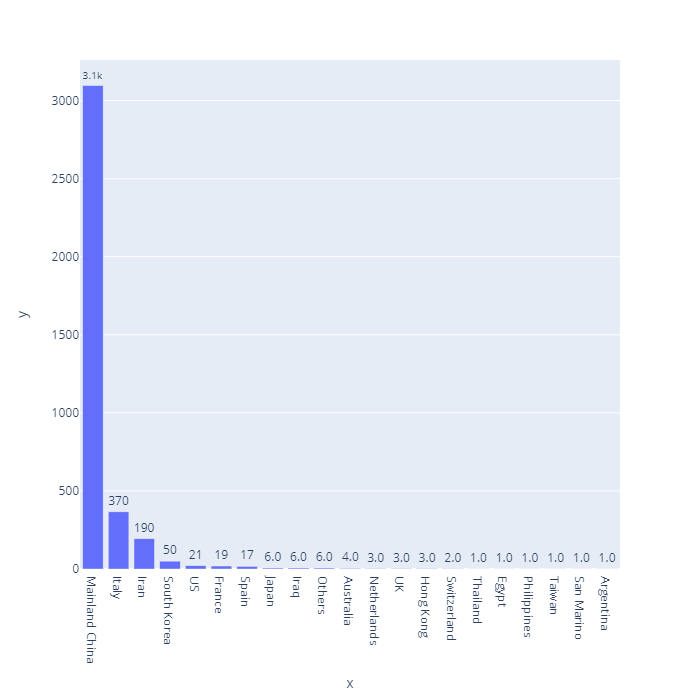 3.1k
3000
2500
2000
1500
1000
500
0
y
370
190
50
21
19
17
6.0
6.0
6.0
4.0
3.0
3.0
3.0
2.0
1.0
1.0
1.0
1.0
1.0
1.0
Mainland China
Italy
Iran
South Korea
US
France
Spain
Japan
Iraq
Others
Australia
Netherlands
UK
Hong Kong
Switzerland
Thailand
Egypt
Philippines
Taiwan
San Marino
Argentina
x